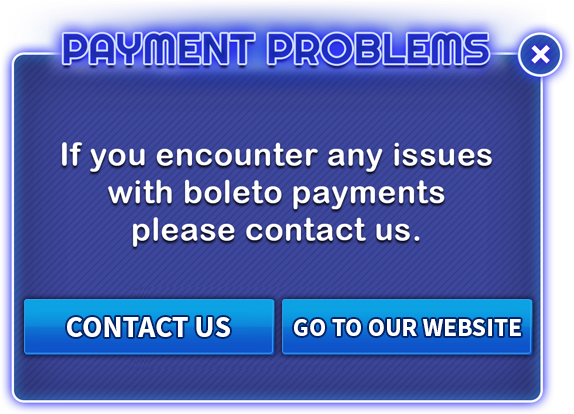 PAYMENT PROBLEMS
If you encounter any issues
with boleto payments
please contact us.
CONTACT US
GO TO OUR WEBSITE